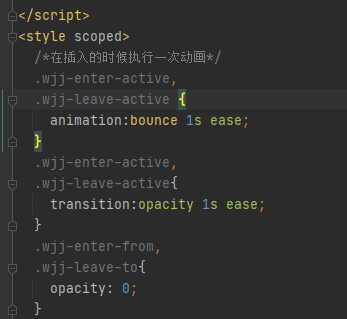 </script>
<style scoped>
/*在插入的时候执行一次动画*/
.wjj-enter-active,
.wjj-leave-active {
animation:bounce 1s ease;
}
.wjj-enter-active,
.wjj-leave-active{
transition:opacity 1s ease;
}
.wjj-enter-from,
.wjj-leave-to{
opacity: 0;
}